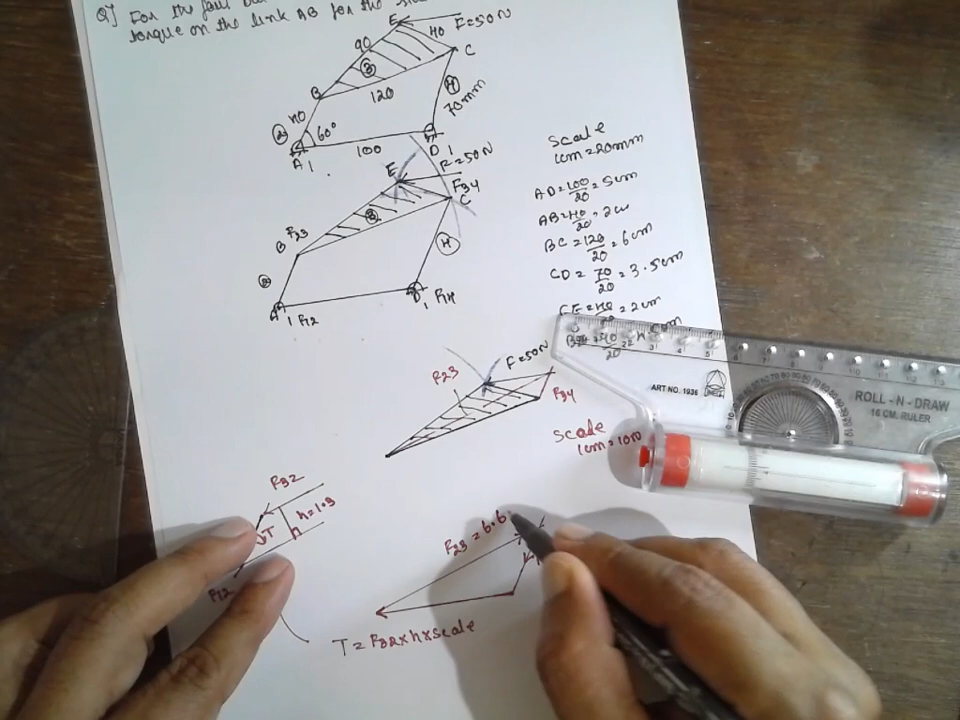 Q] For the four bar
torque on the link AB for the
E F=50N
90 40
③ C
B 120
④
40 70mm
② 60°
A 1 100 D 1
F=50N
E F34
C
③
B F23
④
②
1 F12 1 F14
Scale
1cm=20mm
AD=100/20=5cm
AB=40/20=2cm
BC=120/20=6cm
CD=70/20=3.5cm
CE=40/20=2cm
F=50N
F23
F34
Scale
1cm=10N
ART NO. 1936
ROLL - N - DRAW
16 CM. RULER
F32
h=1.9
T
F12
F23=6.6
T=F32×h×scale